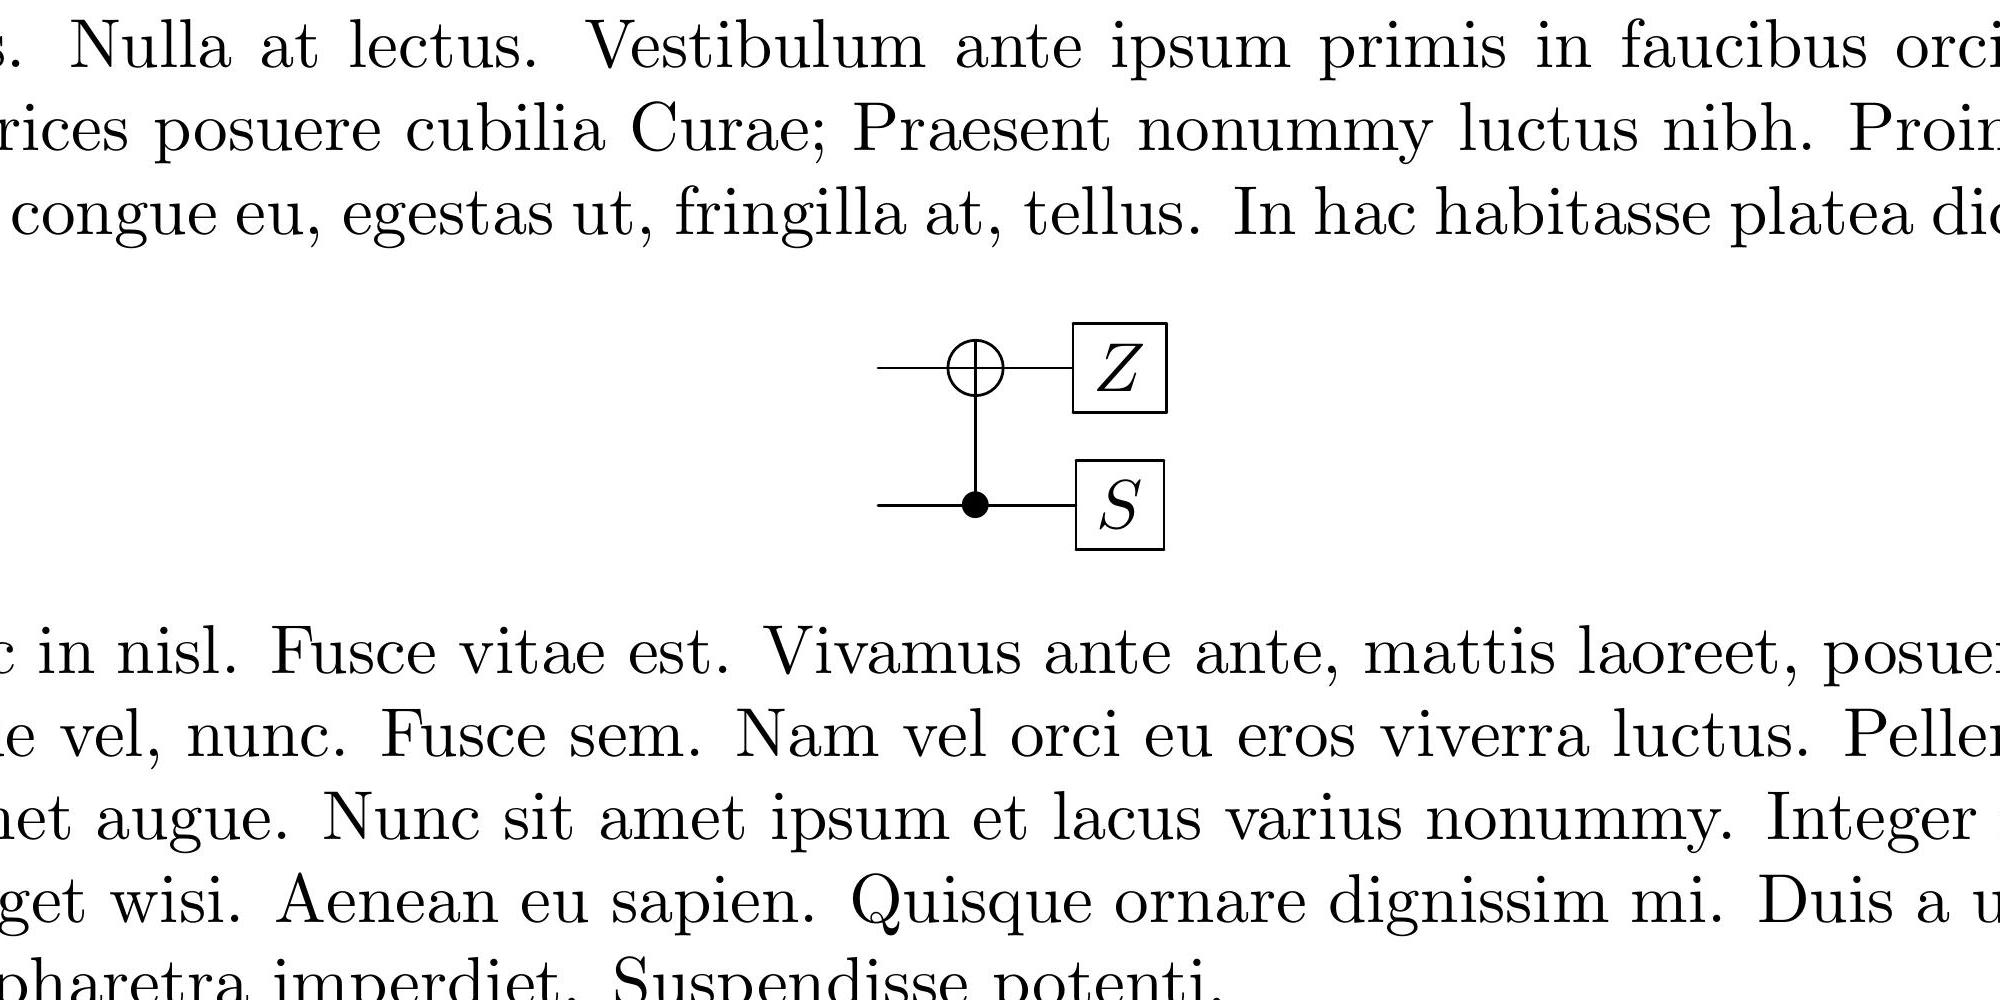 s. Nulla at lectus. Vestibulum ante ipsum primis in faucibus orci
rices posuere cubilia Curae; Praesent nonummy luctus nibh. Proin
congue eu, egestas ut, fringilla at, tellus. In hac habitasse platea dic
Z
S
c in nisl. Fusce vitae est. Vivamus ante ante, mattis laoreet, posuer
e vel, nunc. Fusce sem. Nam vel orci eu eros viverra luctus. Pellen
net augue. Nunc sit amet ipsum et lacus varius nonummy. Integer
get wisi. Aenean eu sapien. Quisque ornare dignissim mi. Duis a u
pharetra imperdiet. Suspendisse potenti.